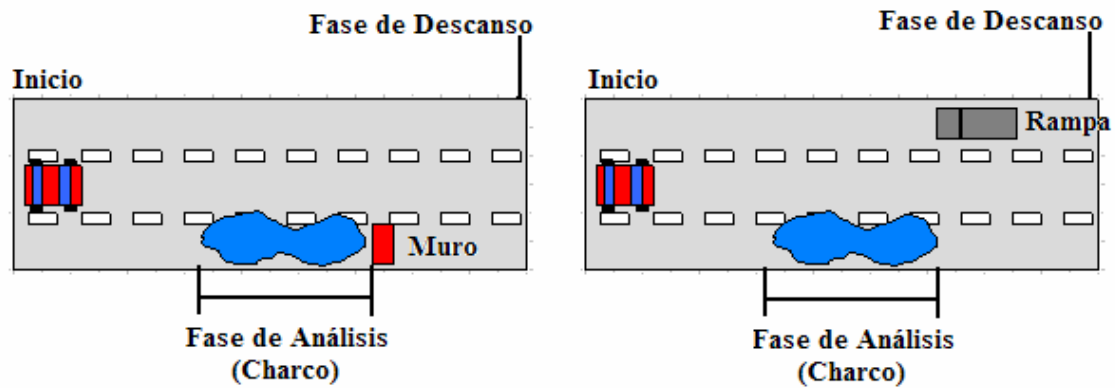 Fase de Descanso
Inicio
Muro
Fase de Análisis
(Charco)
Fase de Descanso
Inicio
Rampa
Fase de Análisis
(Charco)